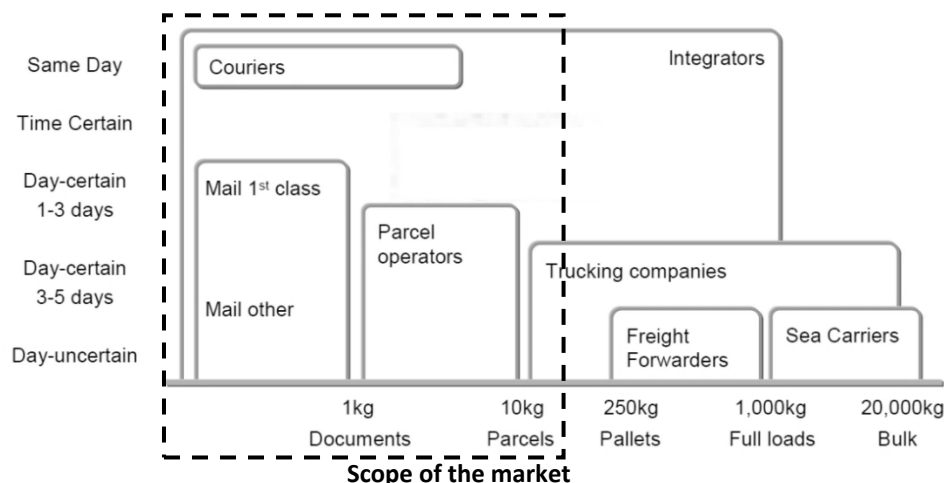 Same Day
Couriers
Integrators
Time Certain
Day-certain
1-3 days
Mail 1st class
Parcel
operators
Day-certain
3-5 days
Trucking companies
Mail other
Day-uncertain
Freight
Forwarders
Sea Carriers
1kg
10kg
250kg
1,000kg
20,000kg
Documents
Parcels
Pallets
Full loads
Bulk
Scope of the market